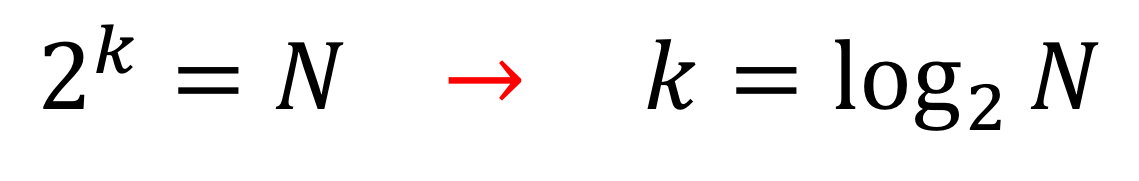 2^k = N → k = log₂ N